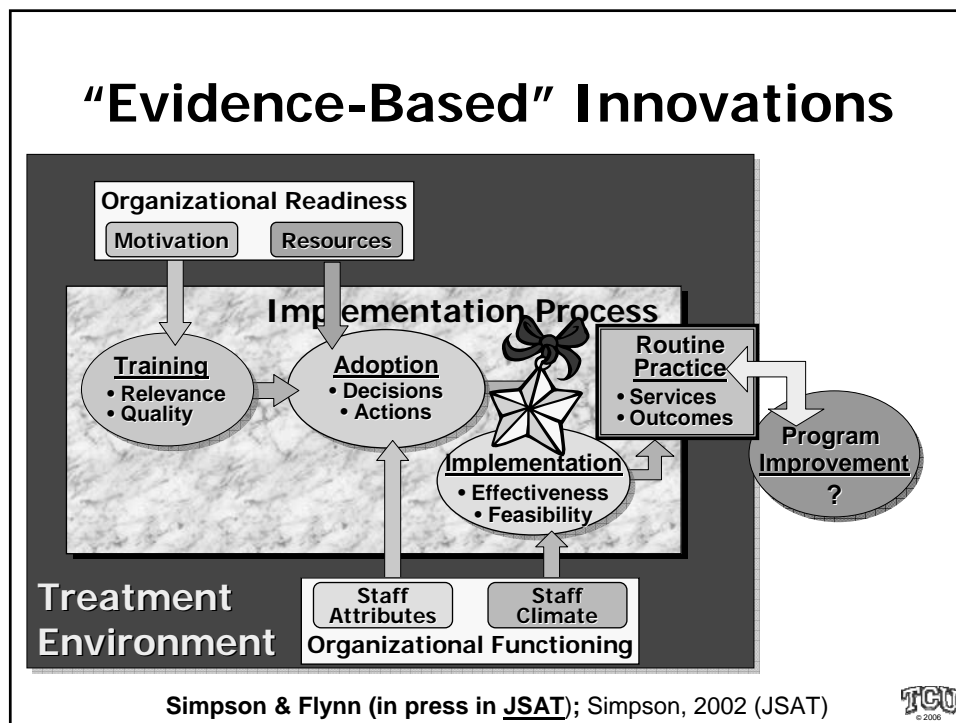 “Evidence-Based” Innovations
Organizational Readiness
Motivation
Resources
Implementation Process
Training
• Relevance
• Quality
Adoption
• Decisions
• Actions
Routine
Practice
• Services
• Outcomes
Implementation
• Effectiveness
• Feasibility
Program
Improvement
?
Treatment
Environment
Staff
Attributes
Staff
Climate
Organizational Functioning
Simpson & Flynn (in press in JSAT); Simpson, 2002 (JSAT)
TCU
© 2006